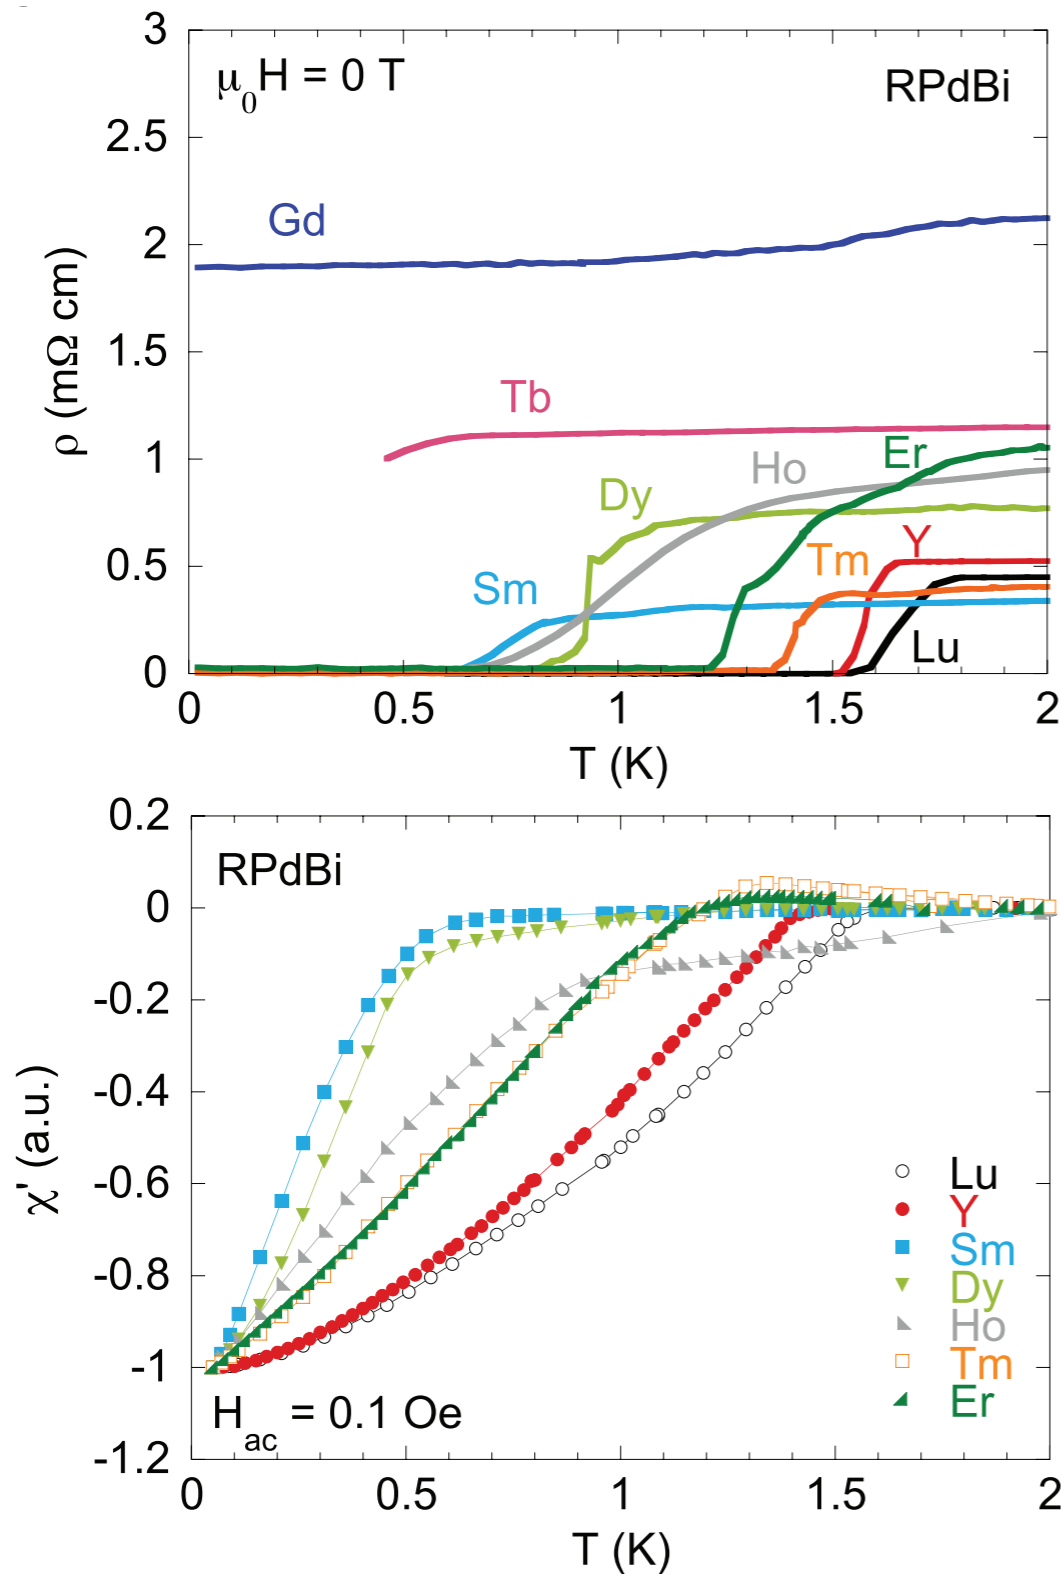 3
μ0H = 0 T
RPdBi
2.5
Gd
2
ρ (mΩ cm)
1.5
Tb
1
Er
Ho
Dy
Y
0.5
Tm
Sm
Lu
0
0 0.5 1 1.5 2
T (K)
0.2
RPdBi
0
-0.2
-0.4
χ' (a.u.)
-0.6
Lu
Y
Sm
-0.8
Dy
Ho
Tm
-1
Er
Hac = 0.1 Oe
-1.2
0 0.5 1 1.5 2
T (K)